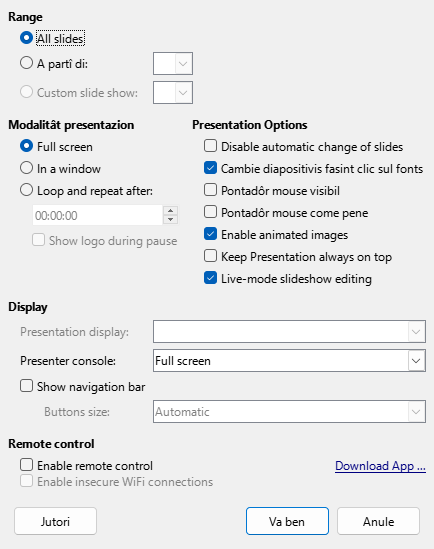 Range
All slides
A partî di:
Custom slide show:
Modalitât presentazion
Full screen
In a window
Loop and repeat after:
00:00:00
Show logo during pause
Presentation Options
Disable automatic change of slides
Cambie diapositivis fasint clic sul fonts
Pontadôr mouse visibil
Pontadôr mouse come pene
Enable animated images
Keep Presentation always on top
Live-mode slideshow editing
Display
Presentation display:
Presenter console: Full screen
Show navigation bar
Buttons size: Automatic
Remote control
Enable remote control Download App ...
Enable insecure WiFi connections
Jutori Va ben Anule